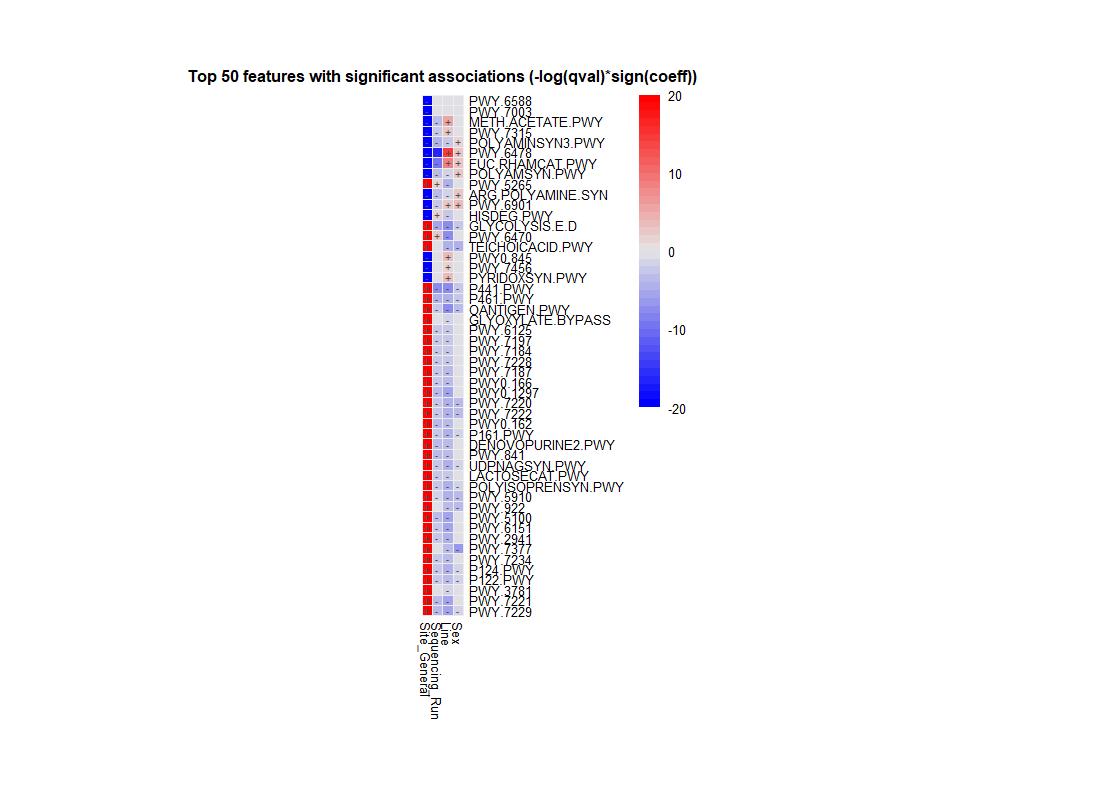 Top 50 features with significant associations (-log(qval)*sign(coeff))
PWY.6588
PWY.7003
METH.ACETATE.PWY
PWY.7315
POLYAMINSYN3.PWY
PWY.6478
FUC.RHAMCAT.PWY
POLYAMSYN.PWY
PWY.5265
ARG.POLYAMINE.SYN
PWY.6901
HISDEG.PWY
GLYCOLYSIS.E.D
PWY.6470
TEICHOICACID.PWY
PWY0.845
PWY.7456
PYRIDOXSYN.PWY
P441.PWY
P461.PWY
OANTIGEN.PWY
GLYOXYLATE.BYPASS
PWY.6125
PWY.7197
PWY.7184
PWY.7228
PWY.7187
PWY0.166
PWY0.1297
PWY.7220
PWY.7222
PWY0.162
P161.PWY
DENOVOPURINE2.PWY
PWY.841
UDPNAGSYN.PWY
LACTOSECAT.PWY
POLYISOPRENSYN.PWY
PWY.5910
PWY.922
PWY.5100
PWY.6151
PWY.2941
PWY.7377
PWY.7234
P124.PWY
P122.PWY
PWY.3781
PWY.7221
PWY.7229
20
10
0
-10
-20
Site_General
Sequencing_Run
Line
Sex